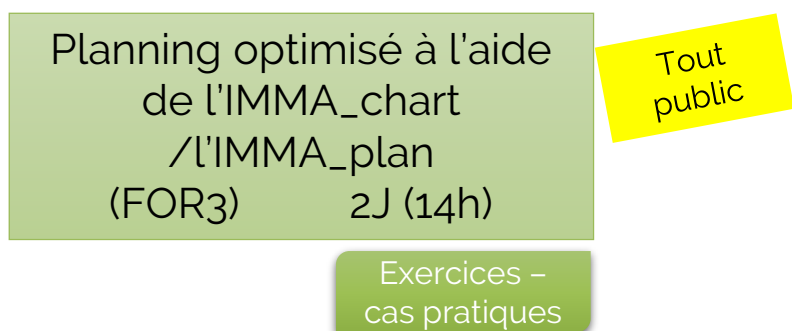 Planning optimisé à l’aide
de l’IMMA_chart
/l’IMMA_plan
(FOR3) 2J (14h)
Tout
public
Exercices –
cas pratiques